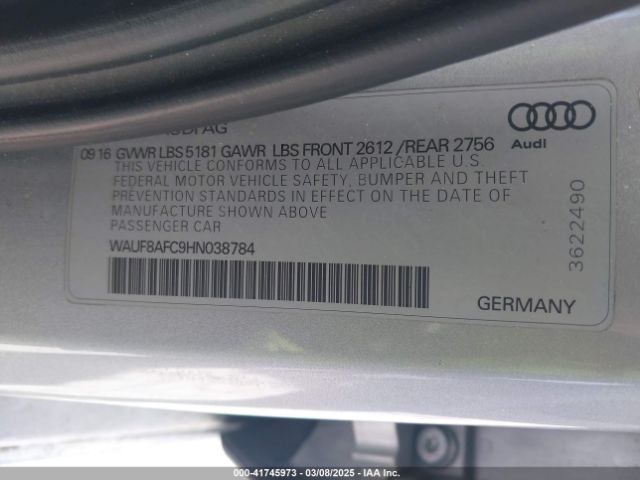 AUDI AG
09 16 GVWR LBS 5181 GAWR LBS FRONT 2612 /REAR 2756
THIS VEHICLE CONFORMS TO ALL APPLICABLE U.S.
FEDERAL MOTOR VEHICLE SAFETY, BUMPER AND THEFT
PREVENTION STANDARDS IN EFFECT ON THE DATE OF
MANUFACTURE SHOWN ABOVE
PASSENGER CAR
WAUF8AFC9HN038784
Audi
3622490
GERMANY
000-41745973 | 03/08/2025 - IAA Inc.